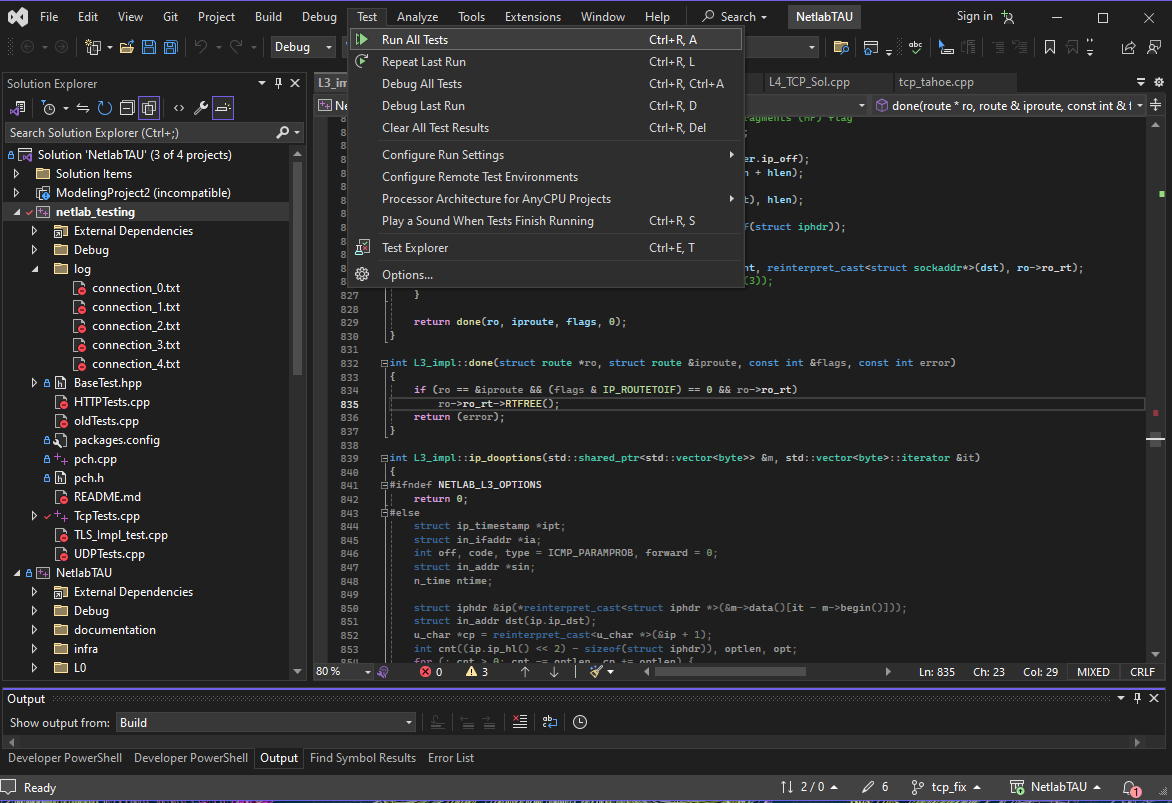 File Edit View Git Project Build Debug Test Analyze Tools Extensions Window Help Search NetlabTAU Sign in
Debug
Run All Tests Ctrl+R, A
Repeat Last Run Ctrl+R, L
Debug All Tests Ctrl+R, Ctrl+A
Debug Last Run Ctrl+R, D
Clear All Test Results Ctrl+R, Del
Configure Run Settings
Configure Remote Test Environments
Processor Architecture for AnyCPU Projects
Play a Sound When Tests Finish Running Ctrl+R, S
Test Explorer Ctrl+E, T
Options...
Solution Explorer
Search Solution Explorer (Ctrl+;)
Solution 'NetlabTAU' (3 of 4 projects)
Solution Items
ModelingProject2 (incompatible)
netlab_testing
External Dependencies
Debug
log
connection_0.txt
connection_1.txt
connection_2.txt
connection_3.txt
connection_4.txt
BaseTest.hpp
HTTPTests.cpp
oldTests.cpp
packages.config
pch.cpp
pch.h
README.md
TcpTests.cpp
TLS_Impl_test.cpp
UDPTests.cpp
NetlabTAU
External Dependencies
Debug
documentation
infra
L0
L3_im L4_TCP_Sol.cpp tcp_tahoe.cpp
Ne done(route * ro, route & iproute, const int & f
ragments (MF) flag
;
er.ip_off);
n + hlen);
t), hlen);
f(struct iphdr));
nt, reinterpret_cast<struct sockaddr*>(dst), ro->ro_rt);
(3));
827 }
828
829 return done(ro, iproute, flags, 0);
830 }
831
832 int L3_impl::done(struct route *ro, struct route &iproute, const int &flags, const int error)
833 {
834 if (ro == &iproute && (flags & IP_ROUTETOIF) == 0 && ro->ro_rt)
835 ro->ro_rt->RTFREE();
836 return (error);
837 }
838
839 int L3_impl::ip_dooptions(std::shared_ptr<std::vector<byte>> &m, std::vector<byte>::iterator &it)
840 {
841 #ifndef NETLAB_L3_OPTIONS
842 return 0;
843 #else
844 struct ip_timestamp *ipt;
845 struct in_ifaddr *ia;
846 int off, code, type = ICMP_PARAMPROB, forward = 0;
847 struct in_addr *sin;
848 n_time ntime;
849
850 struct iphdr &ip(*reinterpret_cast<struct iphdr *>(&m->data()[it - m->begin()]));
851 struct in_addr dst(ip.ip_dst);
852 u_char *cp = reinterpret_cast<u_char *>(&ip + 1);
853 int cnt((ip.ip_hl() << 2) - sizeof(struct iphdr)), optlen, opt;
854 for (; cnt > 0; cnt -= optlen, cp += optlen) {
80 % 0 3 Ln: 835 Ch: 23 Col: 29 MIXED CRLF
Output
Show output from: Build
Developer PowerShell Developer PowerShell Output Find Symbol Results Error List
Ready 2 / 0 6 tcp_fix NetlabTAU 1